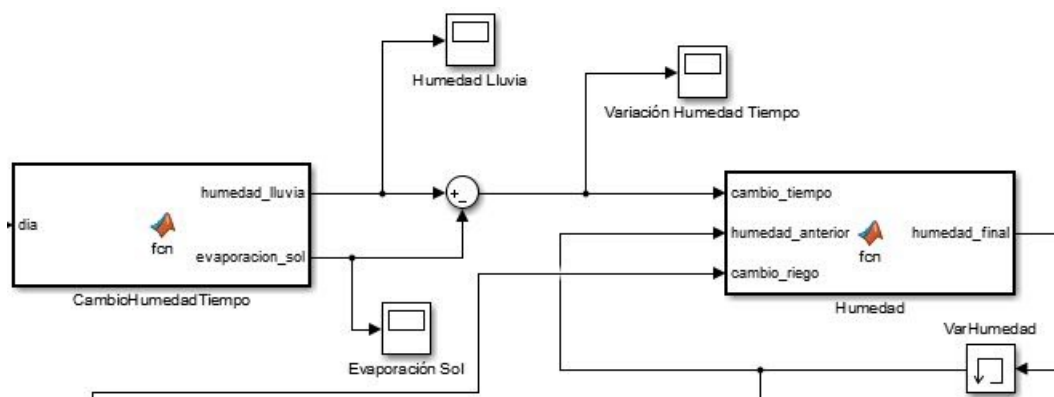 Humedad Lluvia
Variación Humedad Tiempo
humedad_lluvia
dia
fcn
evaporacion_sol
CambioHumedadTiempo
+
-
cambio_tiempo
humedad_anterior
fcn
humedad_final
cambio_riego
Humedad
Evaporación Sol
VarHumedad